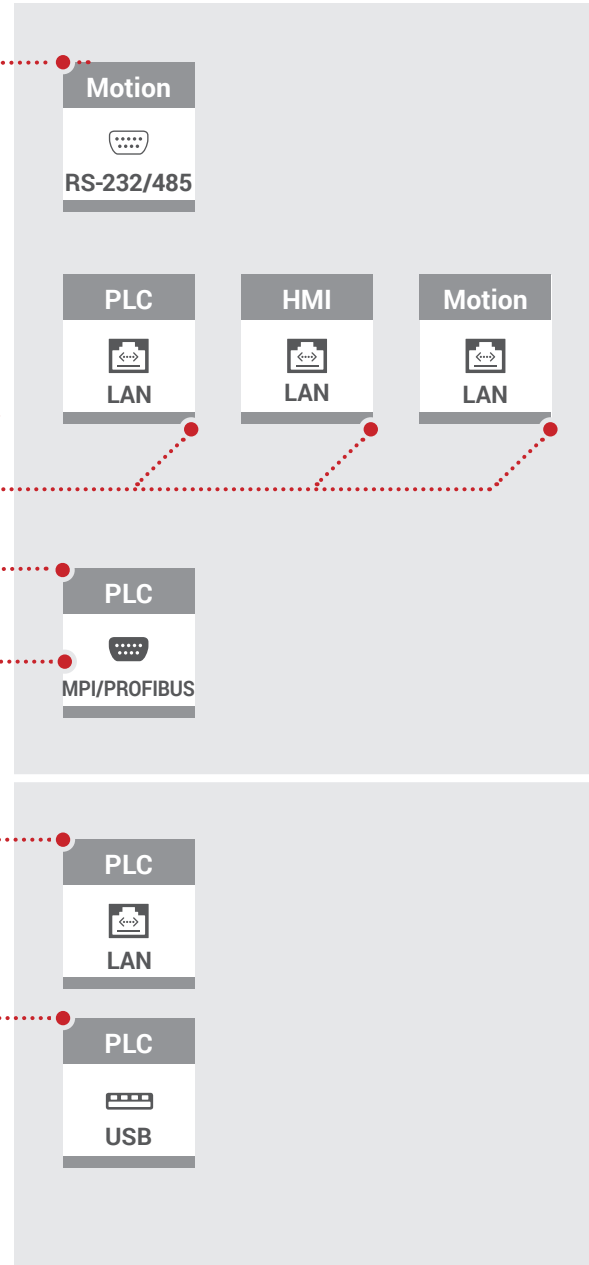 Motion
RS-232/485
PLC
LAN
HMI
LAN
Motion
LAN
PLC
MPI/PROFIBUS
PLC
LAN
PLC
USB